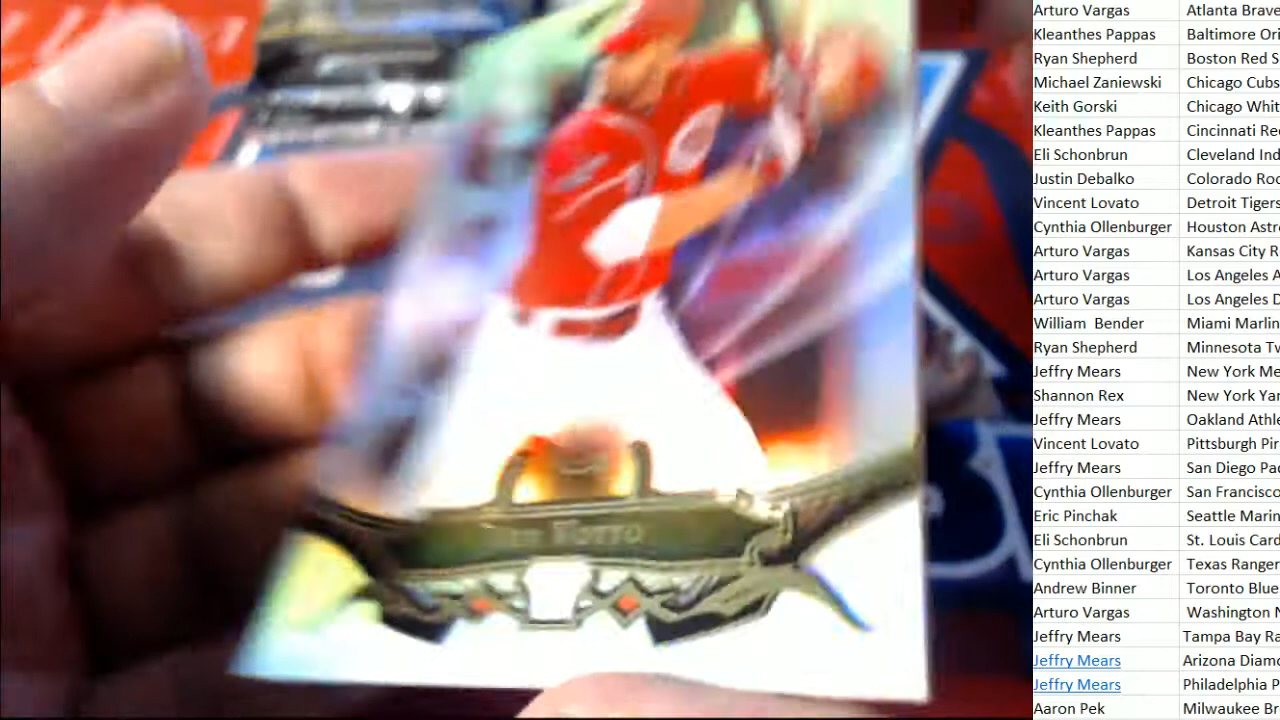 Votto
Arturo Vargas Atlanta Brave
Kleanthes Pappas Baltimore Ori
Ryan Shepherd Boston Red S
Michael Zaniewski Chicago Cubs
Keith Gorski Chicago Whit
Kleanthes Pappas Cincinnati Re
Eli Schonbrun Cleveland Ind
Justin Debalko Colorado Roc
Vincent Lovato Detroit Tigers
Cynthia Ollenburger Houston Astr
Arturo Vargas Kansas City R
Arturo Vargas Los Angeles A
Arturo Vargas Los Angeles D
William Bender Miami Marlin
Ryan Shepherd Minnesota Tw
Jeffry Mears New York Me
Shannon Rex New York Yan
Jeffry Mears Oakland Athle
Vincent Lovato Pittsburgh Pir
Jeffry Mears San Diego Pad
Cynthia Ollenburger San Francisco
Eric Pinchak Seattle Marin
Eli Schonbrun St. Louis Card
Cynthia Ollenburger Texas Ranger
Andrew Binner Toronto Blue
Arturo Vargas Washington N
Jeffry Mears Tampa Bay Ra
Jeffry Mears Arizona Diamo
Jeffry Mears Philadelphia P
Aaron Pek Milwaukee Br